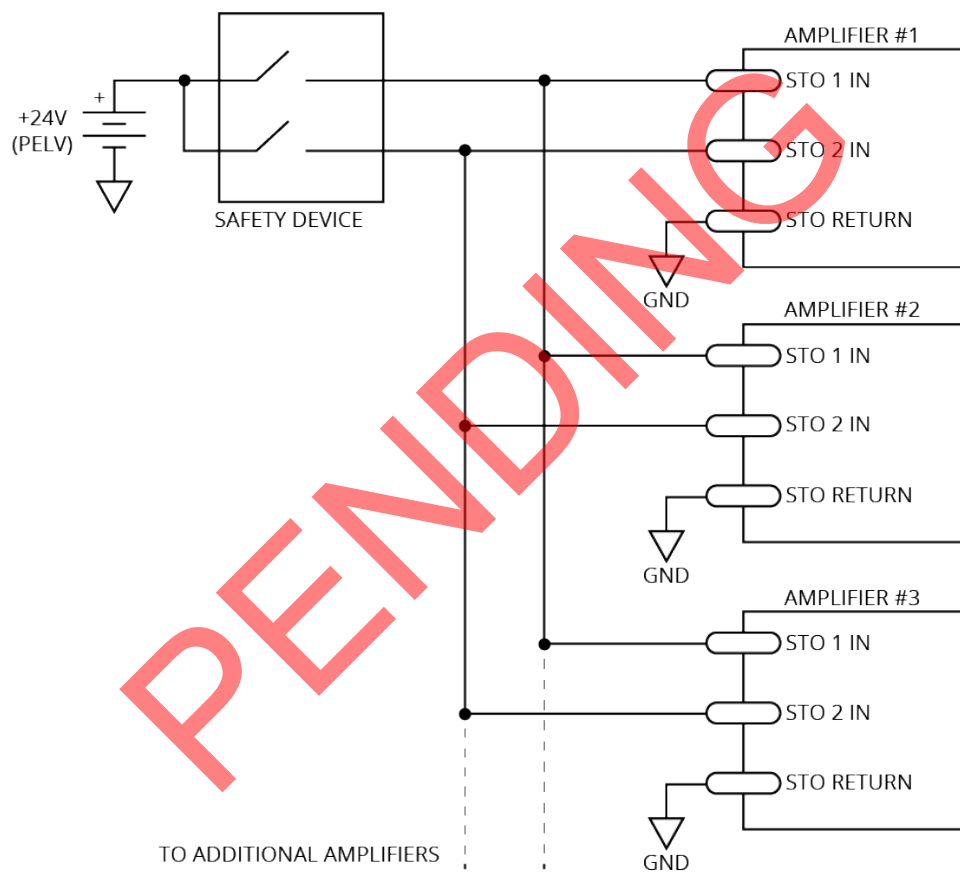 AMPLIFIER #1
+
+24V
(PELV)
STO 1 IN
STO 2 IN
STO RETURN
SAFETY DEVICE
GND
AMPLIFIER #2
STO 1 IN
STO 2 IN
STO RETURN
GND
AMPLIFIER #3
STO 1 IN
STO 2 IN
STO RETURN
GND
TO ADDITIONAL AMPLIFIERS
PENDING